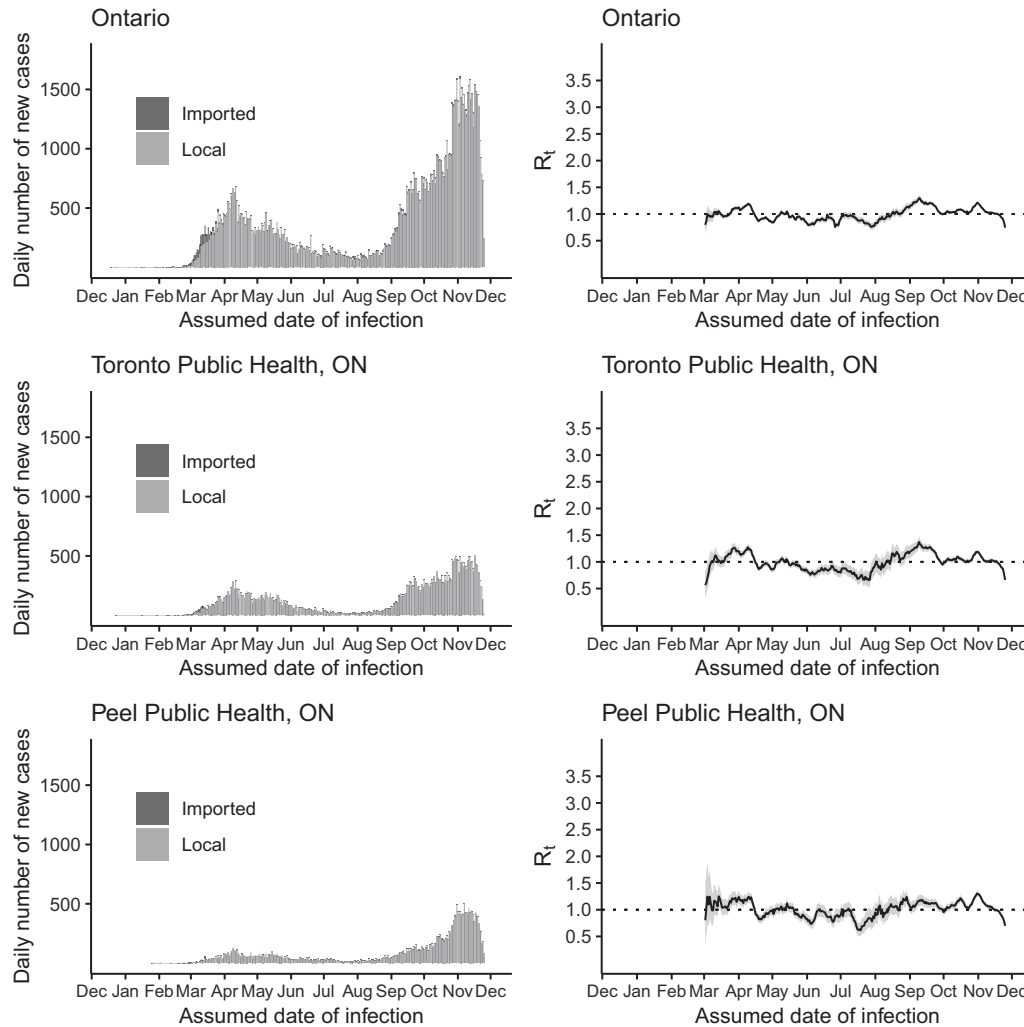 Ontario
Daily number of new cases
1500
1000
500
Imported
Local
Dec Jan Feb Mar Apr May Jun Jul Aug Sep Oct Nov Dec
Assumed date of infection
Ontario
Rt
3.5
3.0
2.5
2.0
1.5
1.0
0.5
Dec Jan Feb Mar Apr May Jun Jul Aug Sep Oct Nov Dec
Assumed date of infection
Toronto Public Health, ON
Daily number of new cases
1500
1000
500
Imported
Local
Dec Jan Feb Mar Apr May Jun Jul Aug Sep Oct Nov Dec
Assumed date of infection
Toronto Public Health, ON
Rt
3.5
3.0
2.5
2.0
1.5
1.0
0.5
Dec Jan Feb Mar Apr May Jun Jul Aug Sep Oct Nov Dec
Assumed date of infection
Peel Public Health, ON
Daily number of new cases
1500
1000
500
Imported
Local
Dec Jan Feb Mar Apr May Jun Jul Aug Sep Oct Nov Dec
Assumed date of infection
Peel Public Health, ON
Rt
3.5
3.0
2.5
2.0
1.5
1.0
0.5
Dec Jan Feb Mar Apr May Jun Jul Aug Sep Oct Nov Dec
Assumed date of infection